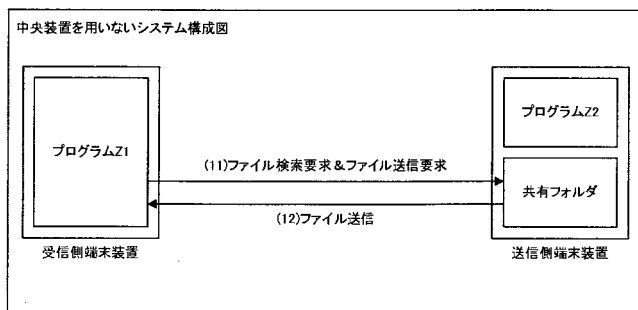 中央装置を用いないシステム構成図
プログラムZ1
プログラムZ2
(11)ファイル検索要求&ファイル送信要求
共有フォルダ
(12)ファイル送信
受信側端末装置
送信側端末装置